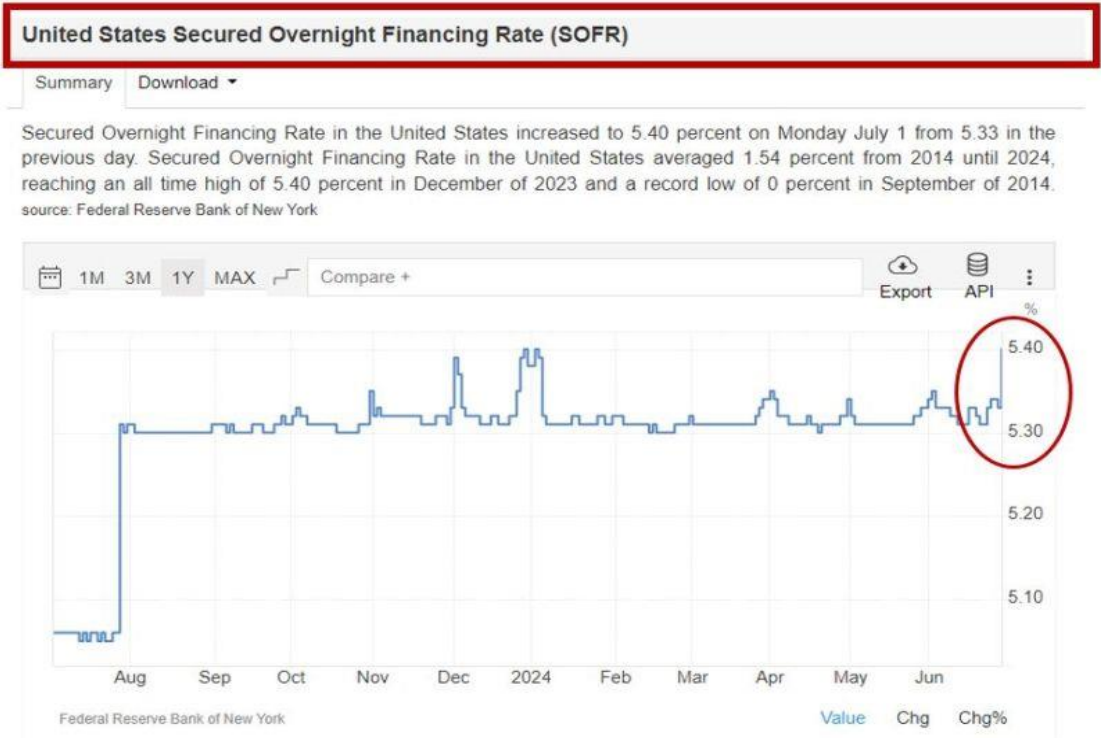 United States Secured Overnight Financing Rate (SOFR)
Summary Download
Secured Overnight Financing Rate in the United States increased to 5.40 percent on Monday July 1 from 5.33 in the
previous day. Secured Overnight Financing Rate in the United States averaged 1.54 percent from 2014 until 2024,
reaching an all time high of 5.40 percent in December of 2023 and a record low of 0 percent in September of 2014.
source: Federal Reserve Bank of New York
1M 3M 1Y MAX Compare +
Export API
%
5.40
5.30
5.20
5.10
Aug Sep Oct Nov Dec 2024 Feb Mar Apr May Jun
Federal Reserve Bank of New York Value Chg Chg%